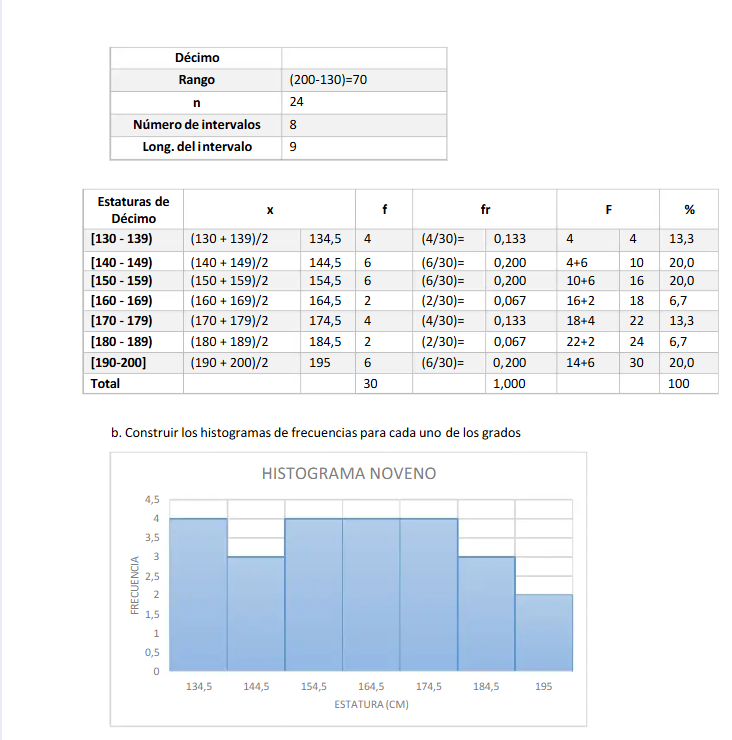 Décimo
Rango (200-130)=70
n 24
Número de intervalos 8
Long. del intervalo 9
Estaturas de Décimo x f fr F %
[130 - 139) (130 + 139)/2 134,5 4 (4/30)= 0,133 4 4 13,3
[140 - 149) (140 + 149)/2 144,5 6 (6/30)= 0,200 4+6 10 20,0
[150 - 159) (150 + 159)/2 154,5 6 (6/30)= 0,200 10+6 16 20,0
[160 - 169) (160 + 169)/2 164,5 2 (2/30)= 0,067 16+2 18 6,7
[170 - 179) (170 + 179)/2 174,5 4 (4/30)= 0,133 18+4 22 13,3
[180 - 189) (180 + 189)/2 184,5 2 (2/30)= 0,067 22+2 24 6,7
[190-200] (190 + 200)/2 195 6 (6/30)= 0,200 14+6 30 20,0
Total 30 1,000 100
b. Construir los histogramas de frecuencias para cada uno de los grados
HISTOGRAMA NOVENO
FRECUENCIA
4,5
4
3,5
3
2,5
2
1,5
1
0,5
0
134,5 144,5 154,5 164,5 174,5 184,5 195
ESTATURA (CM)